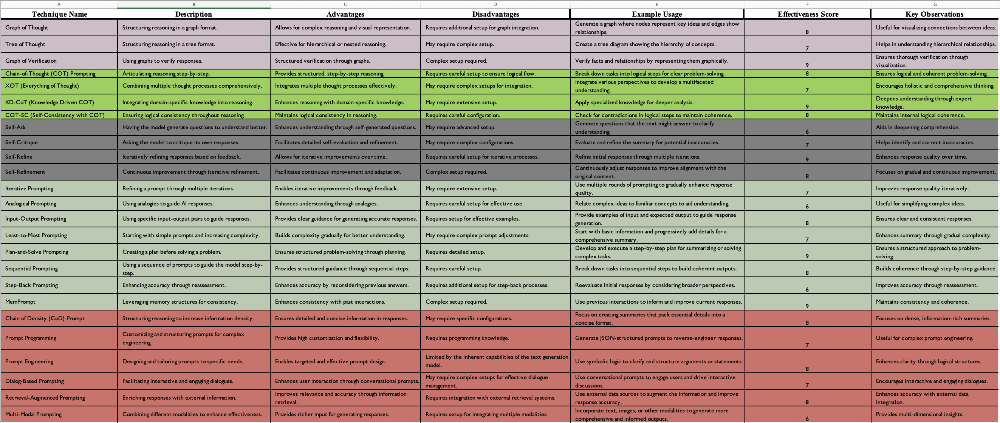 A B C D E F G
Technique Name Description Advantages Disadvantages Example Usage Effectiveness Score Key Observations
Graph of Thought Structuring reasoning in a graph format. Allows for complex reasoning and visual representation. Requires additional setup for graph integration. Generate a graph where nodes represent key ideas and edges show relationships. 8 Useful for visualizing connections between ideas.
Tree of Thought Structuring reasoning in a tree format. Effective for hierarchical or nested reasoning. May require complex setup. Create a tree diagram showing the hierarchy of concepts. 7 Helps in understanding hierarchical relationships.
Graph of Verification Using graphs to verify responses. Structured verification through graphs. Complex setup required. Verify facts and relationships by representing them graphically. 9 Ensures thorough verification through visualization.
Chain-of-Thought (COT) Prompting Articulating reasoning step-by-step. Provides structured, step-by-step reasoning. Requires careful setup to ensure logical flow. Break down tasks into logical steps for clear problem-solving. 8 Ensures logical and coherent problem-solving.
XOT (Everything of Thought) Combining multiple thought processes comprehensively. Integrates multiple thought processes effectively. May require complex setups for integration. Integrate various perspectives to develop a multifaceted understanding. 7 Encourages holistic and comprehensive thinking.
KD-CoT (Knowledge Driven COT) Integrating domain-specific knowledge into reasoning. Enhances reasoning with domain-specific knowledge. May require extensive setup. Apply specialized knowledge for deeper analysis. 9 Deepens understanding through expert knowledge.
COT-SC (Self-Consistency with COT) Ensuring logical consistency throughout reasoning. Maintains logical consistency in reasoning. Requires careful configuration. Check for contradictions in logical steps to maintain coherence. 8 Maintains internal logical coherence.
Self-Ask Having the model generate questions to understand better. Enhances understanding through self-generated questions. May require advanced setup. Generate questions that the text might answer to clarify understanding. 6 Aids in deepening comprehension.
Self-Critique Asking the model to critique its own responses. Facilitates detailed self-evaluation and refinement. May require complex configurations. Evaluate and refine the summary for potential inaccuracies. 7 Helps identify and correct inaccuracies.
Self-Refine Iteratively refining responses based on feedback. Allows for iterative improvements over time. Requires careful setup for iterative processes. Refine initial responses through multiple iterations. 9 Enhances response quality over time.
Self-Refinement Continuous improvement through iterative refinement. Facilitates continuous improvement and adaptation. Complex setup required. Continuously adjust responses to improve alignment with the original content. 8 Focuses on gradual and continuous improvement.
Iterative Prompting Refining a prompt through multiple iterations. Enables iterative improvements through feedback. May require extensive setup. Use multiple rounds of prompting to gradually enhance response quality. 7 Improves response quality iteratively.
Analogical Prompting Using analogies to guide AI responses. Enhances understanding through analogies. Requires careful setup for effective use. Relate complex ideas to familiar concepts to aid understanding. 6 Useful for simplifying complex ideas.
Input-Output Prompting Using specific input-output pairs to guide responses. Provides clear guidance for generating accurate responses. Requires setup for effective examples. Provide examples of input and expected output to guide response generation. 8 Ensures clear and consistent responses.
Least-to-Most Prompting Starting with simple prompts and increasing complexity. Builds complexity gradually for better understanding. May require complex prompt adjustments. Start with basic information and progressively add details for a comprehensive summary. 7 Enhances summary through gradual complexity.
Plan-and-Solve Prompting Creating a plan before solving a problem. Ensures structured problem-solving through planning. Requires detailed setup. Develop and execute a step-by-step plan for summarizing or solving complex tasks. 9 Ensures a structured approach to problem-solving.
Sequential Prompting Using a sequence of prompts to guide the model step-by-step. Provides structured guidance through sequential steps. Requires careful setup. Break down tasks into sequential steps to build coherent outputs. 8 Builds coherence through step-by-step guidance.
Step-Back Prompting Enhancing accuracy through reassessment. Enhances accuracy by reconsidering previous answers. Requires additional setup for step-back processes. Reevaluate initial responses by considering broader perspectives. 6 Improves accuracy through reassessment.
MemPrompt Leveraging memory structures for consistency. Enhances consistency with past interactions. Complex setup required. Use previous interactions to inform and improve current responses. 9 Maintains consistency and coherence.
Chain of Density (CoD) Prompt Structuring reasoning to increase information density. Ensures detailed and concise information in responses. May require specific configurations. Focus on creating summaries that pack essential details into a concise format. 8 Focuses on dense, information-rich summaries.
Prompt Programming Customizing and structuring prompts for complex engineering. Provides high customization and flexibility. Requires programming knowledge. Generate JSON-structured prompts to reverse-engineer responses. 7 Useful for complex prompt engineering.
Prompt Engineering Designing and tailoring prompts to specific needs. Enables targeted and effective prompt design. Limited by the inherent capabilities of the text generation model. Use symbolic logic to clarify and structure arguments or statements. 8 Enhances clarity through logical structures.
Dialog-Based Prompting Facilitating interactive and engaging dialogues. Enhances user interaction through conversational prompts. May require complex setups for effective dialogue management. Use conversational prompts to engage users and drive interactive discussions. 7 Encourages interactive and engaging dialogues.
Retrieval-Augmented Prompting Enriching responses with external information. Improves relevance and accuracy through information retrieval. Requires integration with external retrieval systems. Use external data sources to augment the information and improve response accuracy. 8 Enhances accuracy with external data integration.
Multi-Modal Prompting Combining different modalities to enhance effectiveness. Provides richer input for generating responses. Requires setup for integrating multiple modalities. Incorporate text, images, or other modalities to generate more comprehensive and informed outputs. 6 Provides multi-dimensional insights.